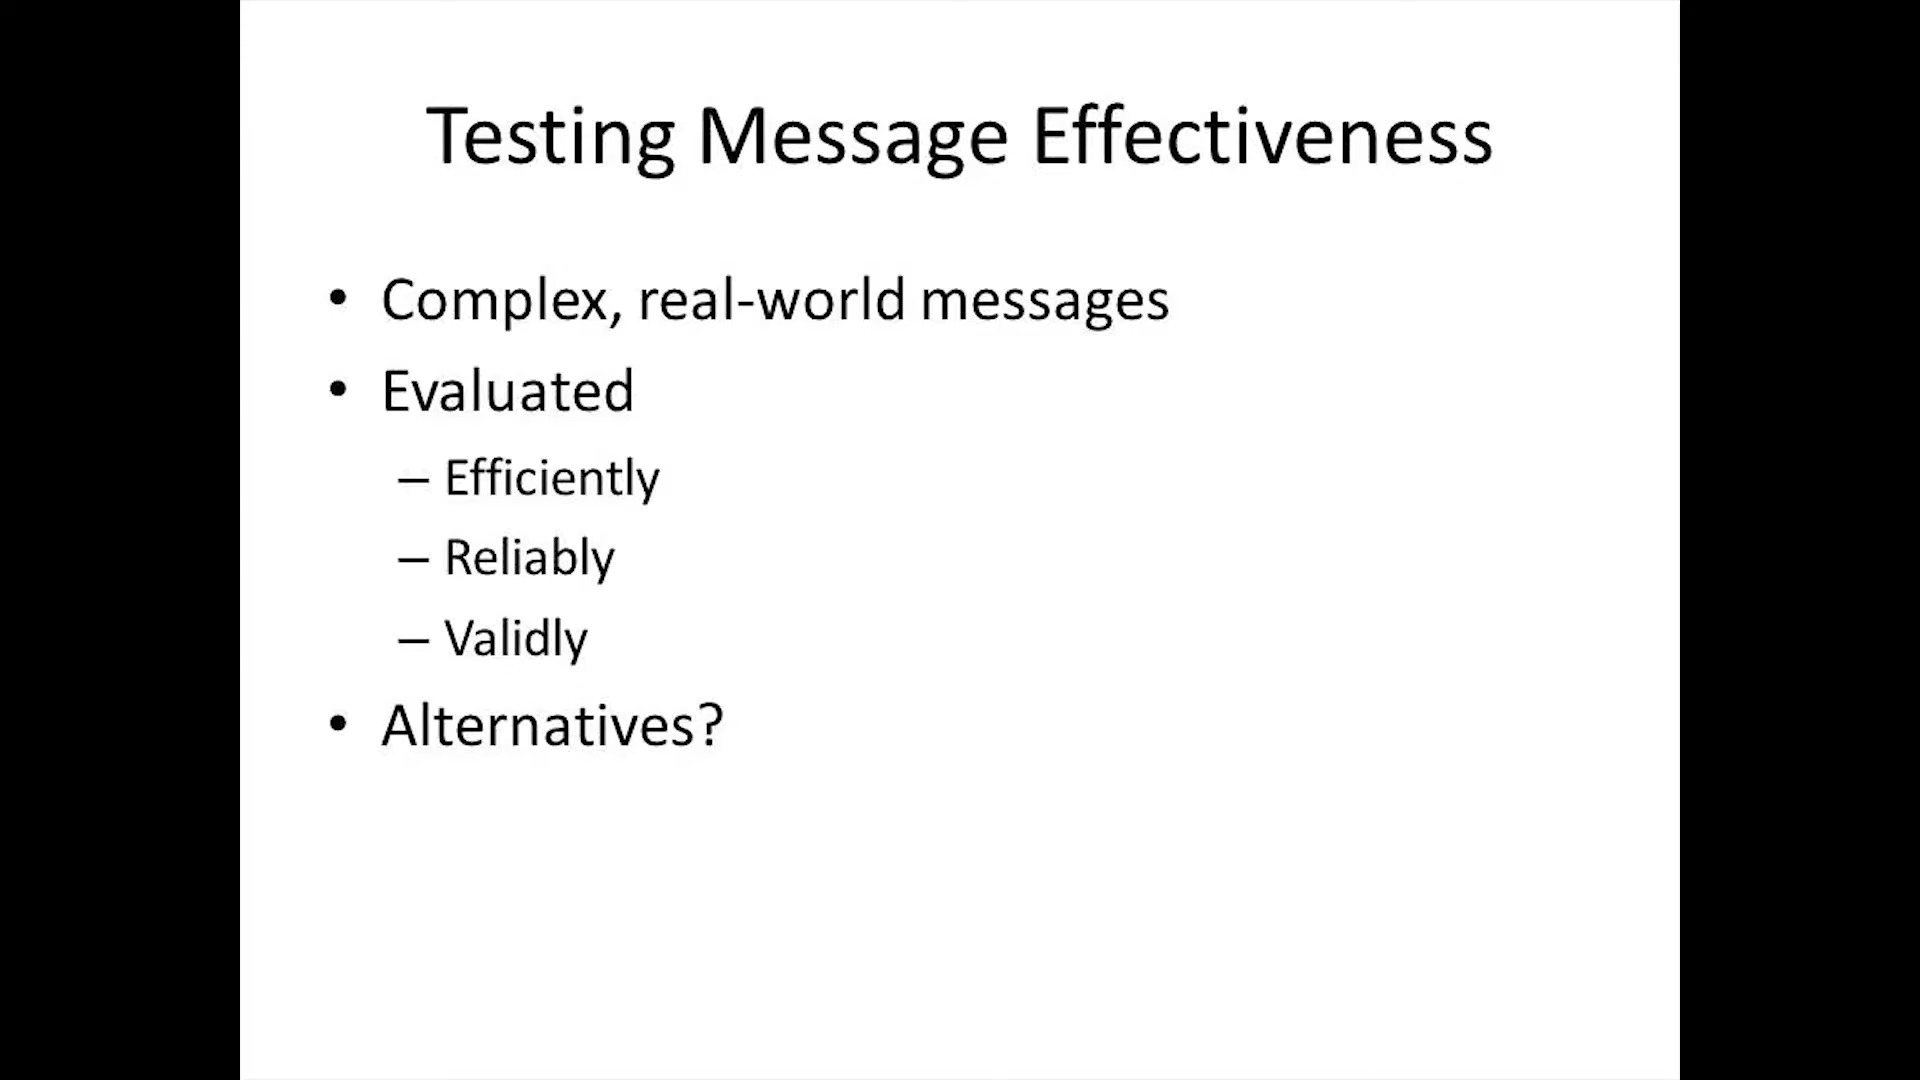 Testing Message Effectiveness
• Complex, real-world messages
• Evaluated
– Efficiently
– Reliably
– Validly
• Alternatives?